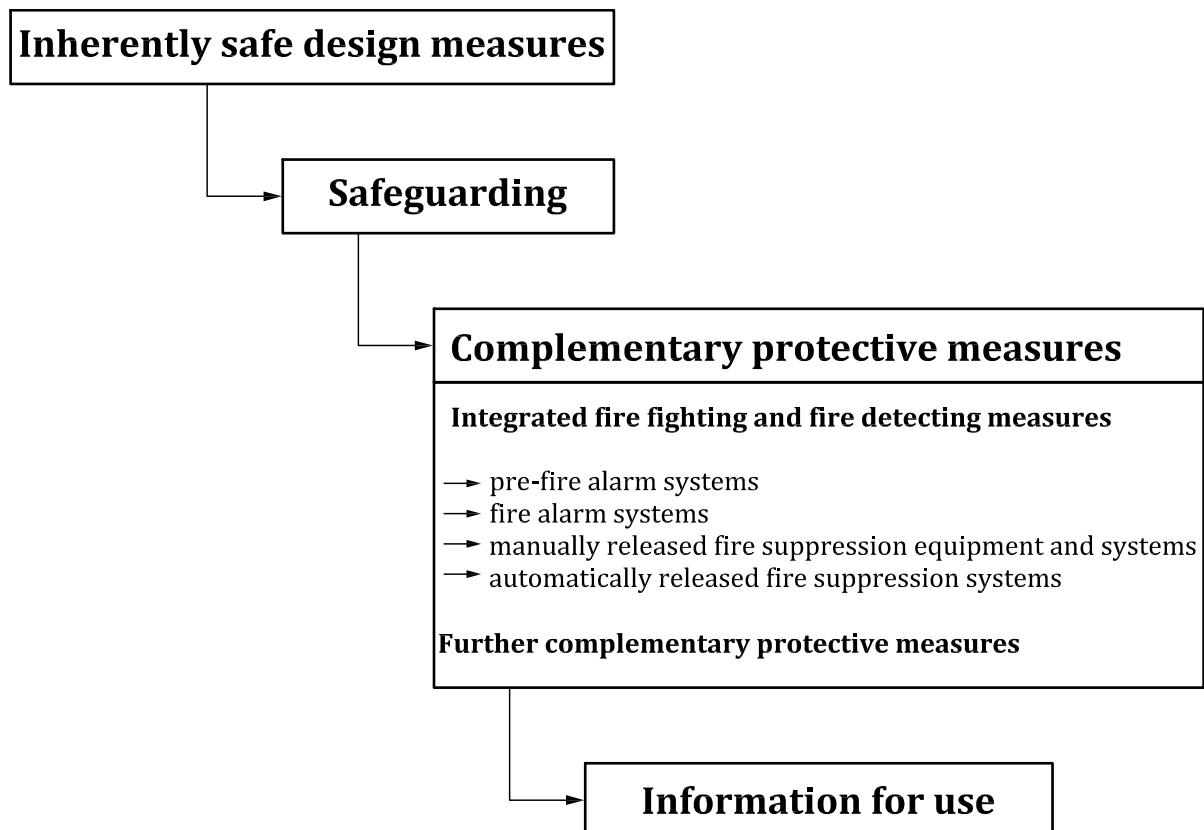 Inherently safe design measures
Safeguarding
Complementary protective measures
Integrated fire fighting and fire detecting measures
pre-fire alarm systems
fire alarm systems
manually released fire suppression equipment and systems
automatically released fire suppression systems
Further complementary protective measures
Information for use